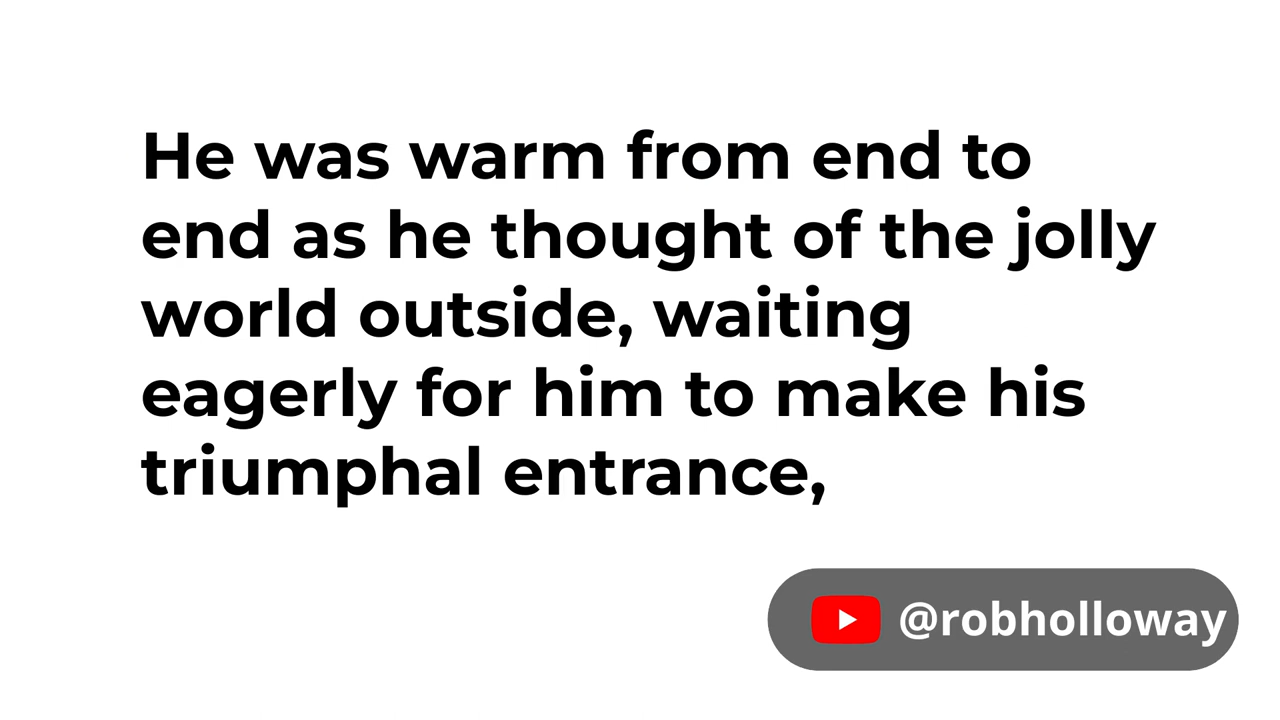 He was warm from end to
end as he thought of the jolly
world outside, waiting
eagerly for him to make his
triumphal entrance,
@robholloway